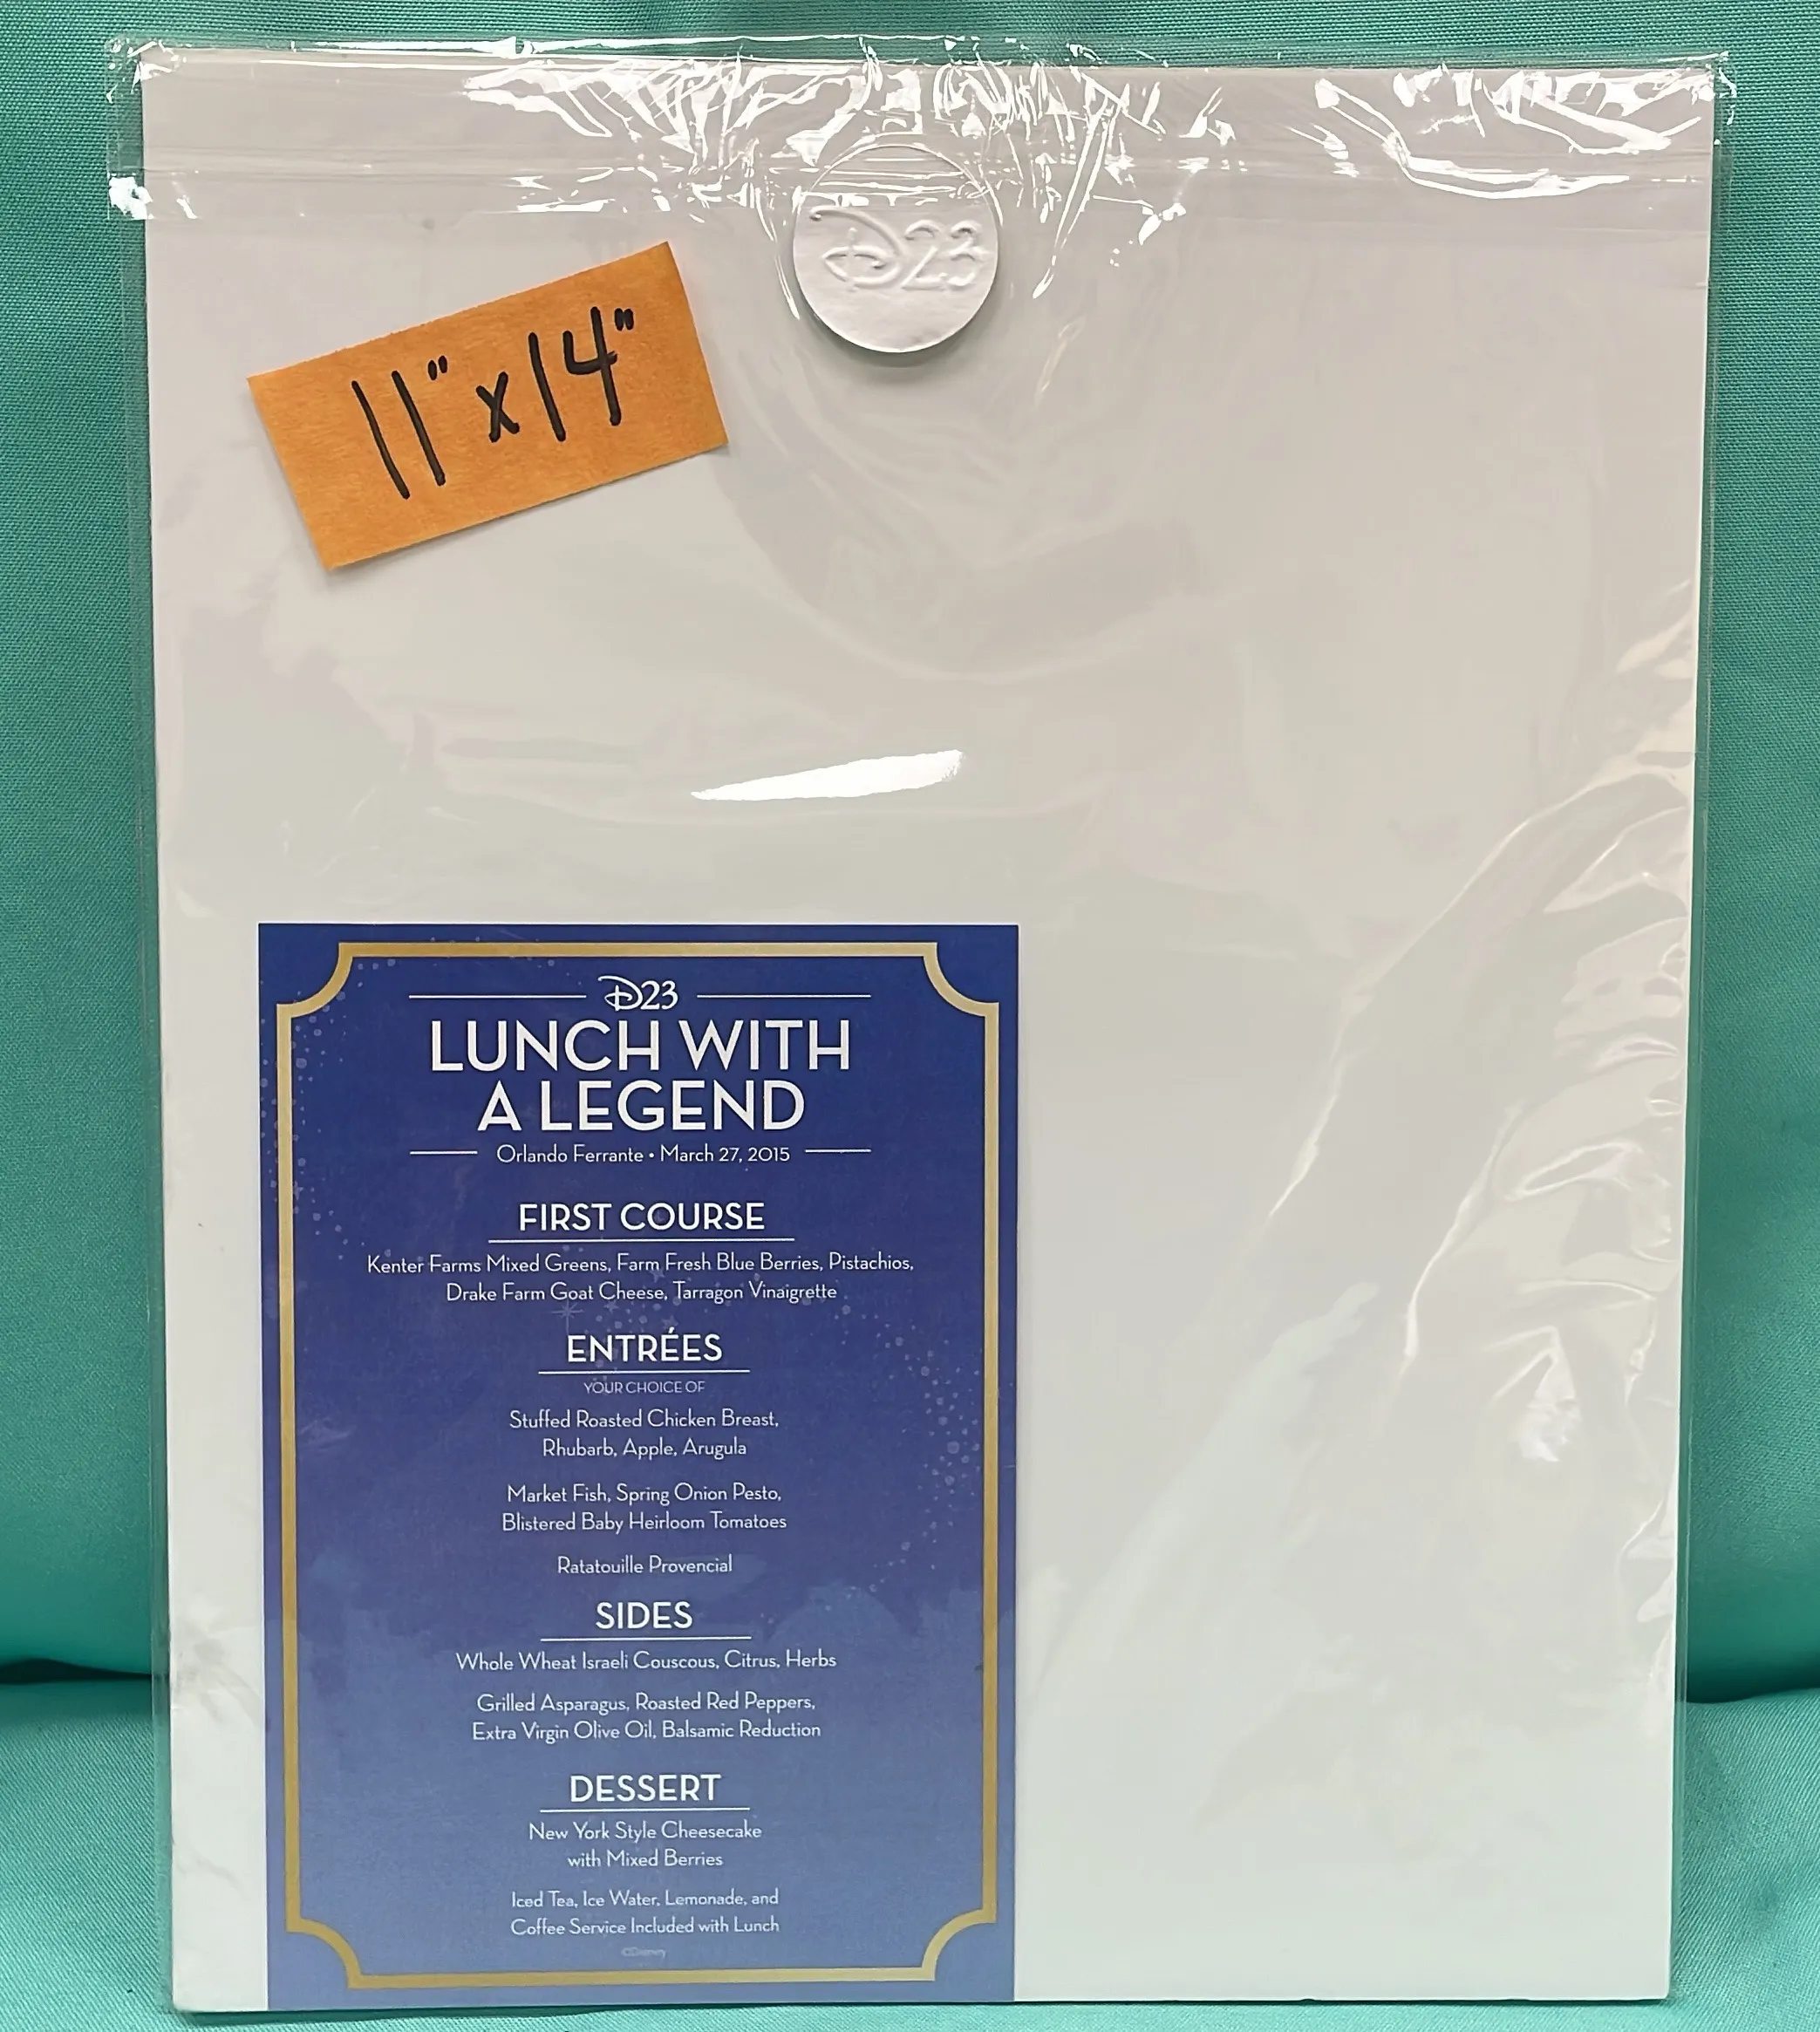 D23
11" x 14"
D23
LUNCH WITH
A LEGEND
Orlando Ferrante • March 27, 2015
FIRST COURSE
Kenter Farms Mixed Greens, Farm Fresh Blue Berries, Pistachios,
Drake Farm Goat Cheese, Tarragon Vinaigrette
ENTRÉES
YOUR CHOICE OF
Stuffed Roasted Chicken Breast,
Rhubarb, Apple, Arugula
Market Fish, Spring Onion Pesto,
Blistered Baby Heirloom Tomatoes
Ratatouille Provencial
SIDES
Whole Wheat Israeli Couscous, Citrus, Herbs
Grilled Asparagus, Roasted Red Peppers,
Extra Virgin Olive Oil, Balsamic Reduction
DESSERT
New York Style Cheesecake
with Mixed Berries
Iced Tea, Ice Water, Lemonade, and
Coffee Service Included with Lunch
©Disney